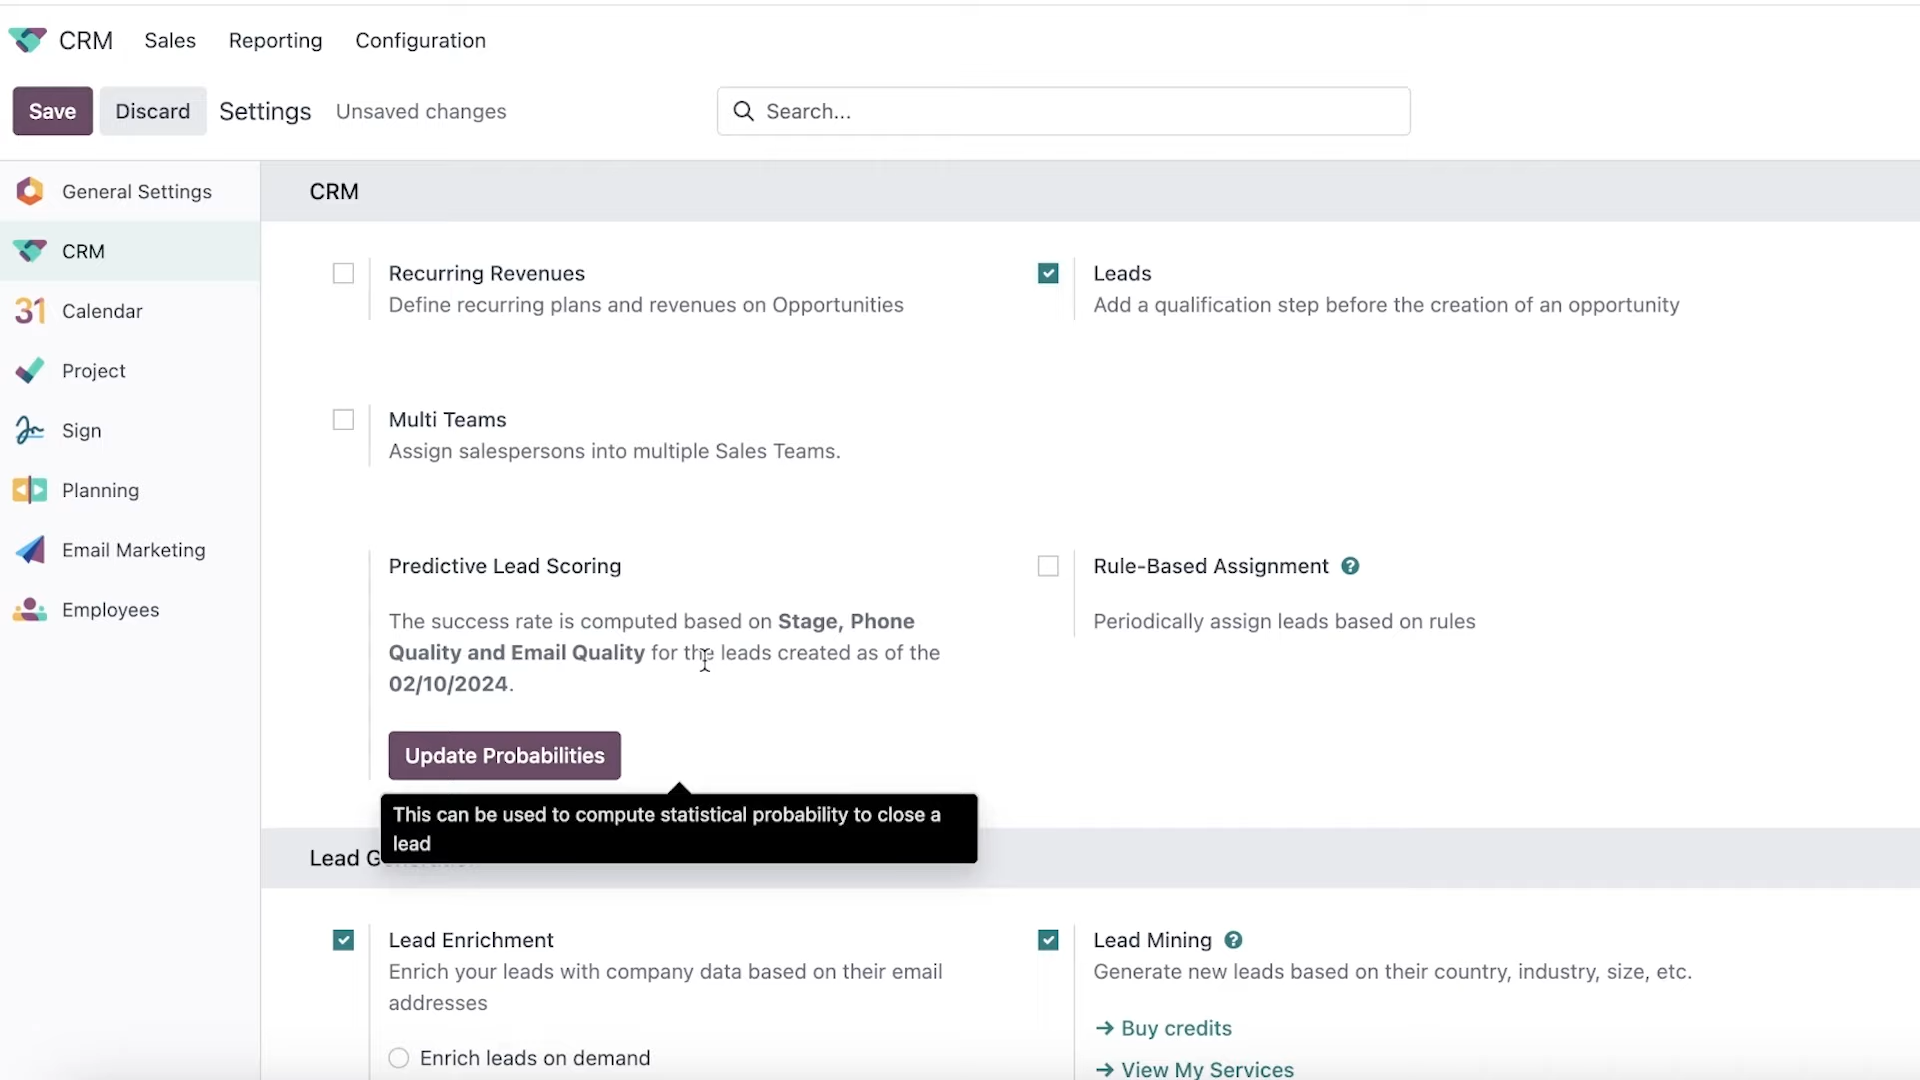 CRM Sales Reporting Configuration
Save Discard Settings Unsaved changes Search...
General Settings
CRM
Calendar
Project
Sign
Planning
Email Marketing
Employees
CRM
Recurring Revenues
Define recurring plans and revenues on Opportunities
Leads
Add a qualification step before the creation of an opportunity
Multi Teams
Assign salespersons into multiple Sales Teams.
Predictive Lead Scoring
The success rate is computed based on Stage, Phone
Quality and Email Quality for the leads created as of the
02/10/2024.
Update Probabilities
Rule-Based Assignment ?
Periodically assign leads based on rules
This can be used to compute statistical probability to close a
lead
Lead
Lead Enrichment
Enrich your leads with company data based on their email
addresses
Enrich leads on demand
Lead Mining ?
Generate new leads based on their country, industry, size, etc.
→ Buy credits
→ View My Services